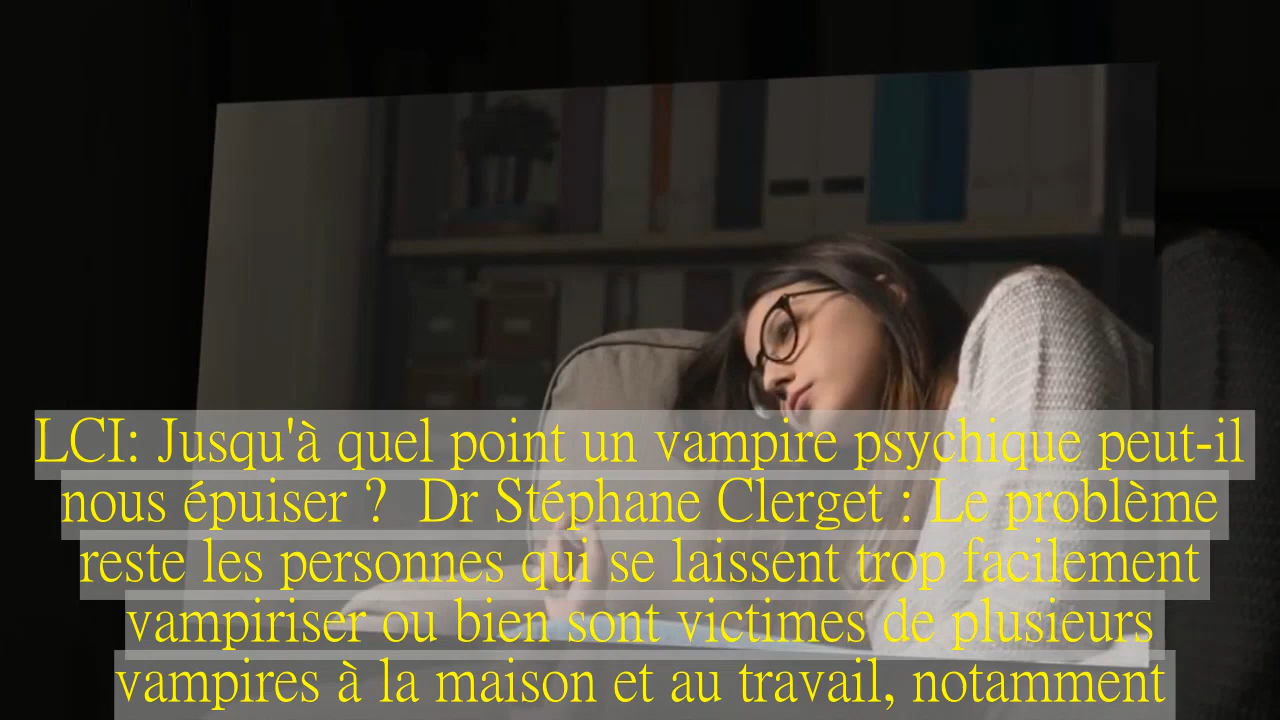 LCI: Jusqu'à quel point un vampire psychique peut-il
nous épuiser ?  Dr Stéphane Clerget : Le problème
reste les personnes qui se laissent trop facilement
vampiriser ou bien sont victimes de plusieurs
vampires à la maison et au travail, notamment